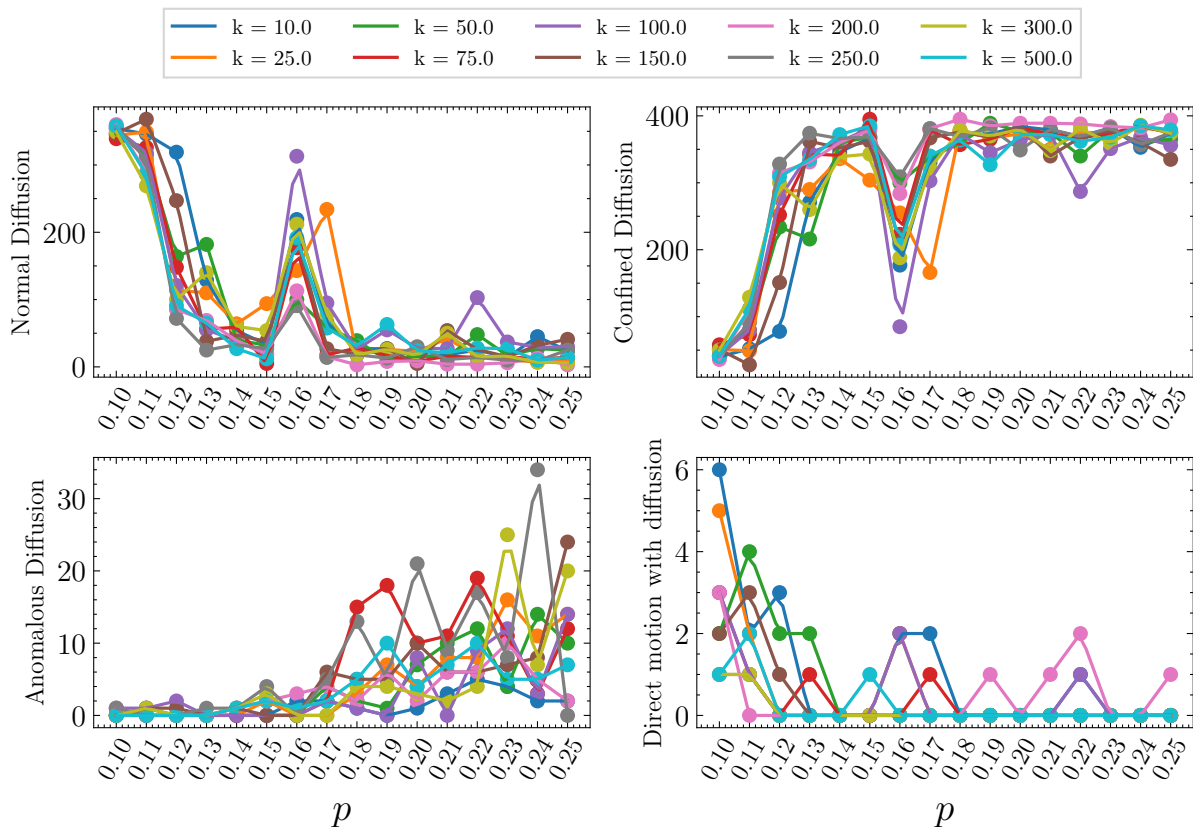 k = 10.0 k = 50.0 k = 100.0 k = 200.0 k = 300.0
k = 25.0 k = 75.0 k = 150.0 k = 250.0 k = 500.0
Normal Diffusion
200
0
0.10 0.11 0.12 0.13 0.14 0.15 0.16 0.17 0.18 0.19 0.20 0.21 0.22 0.23 0.24 0.25
Confined Diffusion
400
200
0.10 0.11 0.12 0.13 0.14 0.15 0.16 0.17 0.18 0.19 0.20 0.21 0.22 0.23 0.24 0.25
Anomalous Diffusion
30
20
10
0
0.10 0.11 0.12 0.13 0.14 0.15 0.16 0.17 0.18 0.19 0.20 0.21 0.22 0.23 0.24 0.25
p
Direct motion with diffusion
6
4
2
0
0.10 0.11 0.12 0.13 0.14 0.15 0.16 0.17 0.18 0.19 0.20 0.21 0.22 0.23 0.24 0.25
p